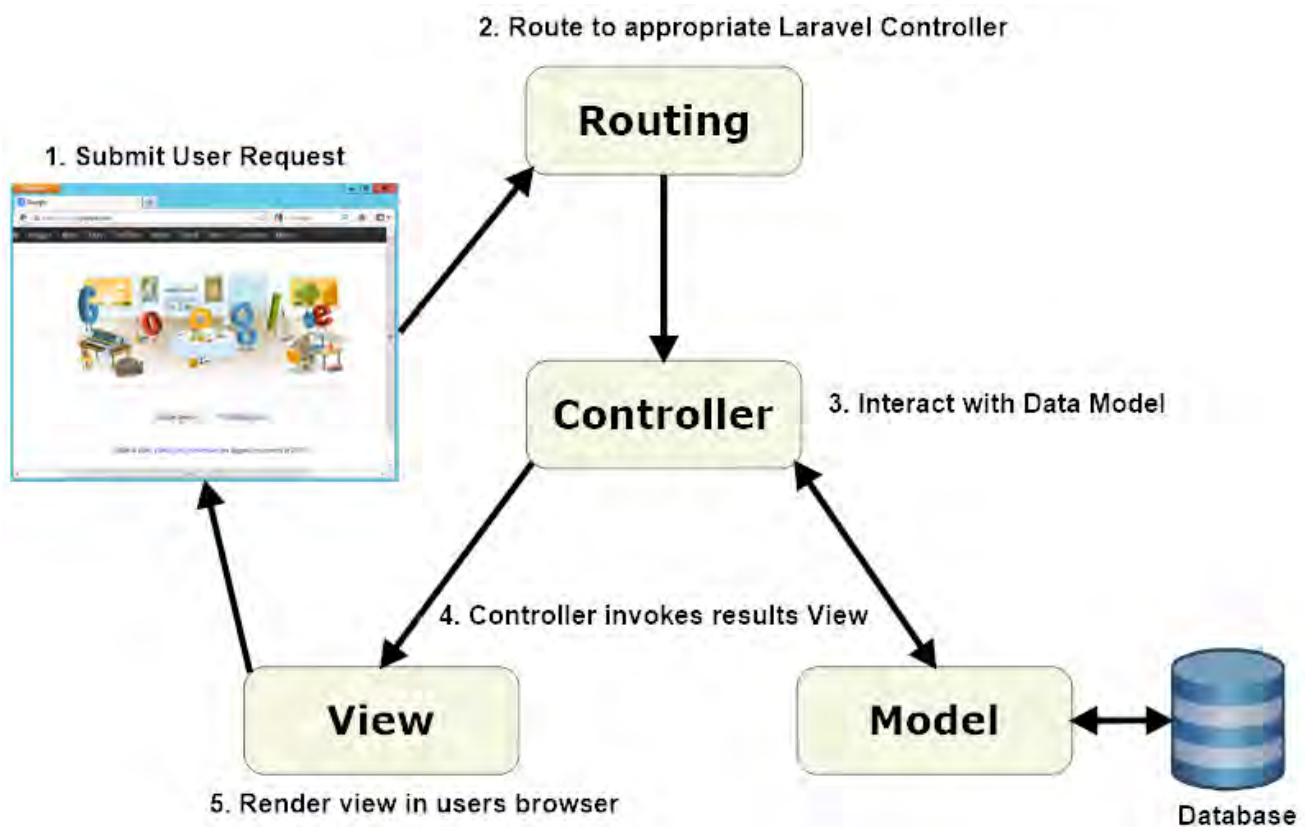 2. Route to appropriate Laravel Controller
Routing
1. Submit User Request
Google
Controller
3. Interact with Data Model
4. Controller invokes results View
View
Model
5. Render view in users browser
Database